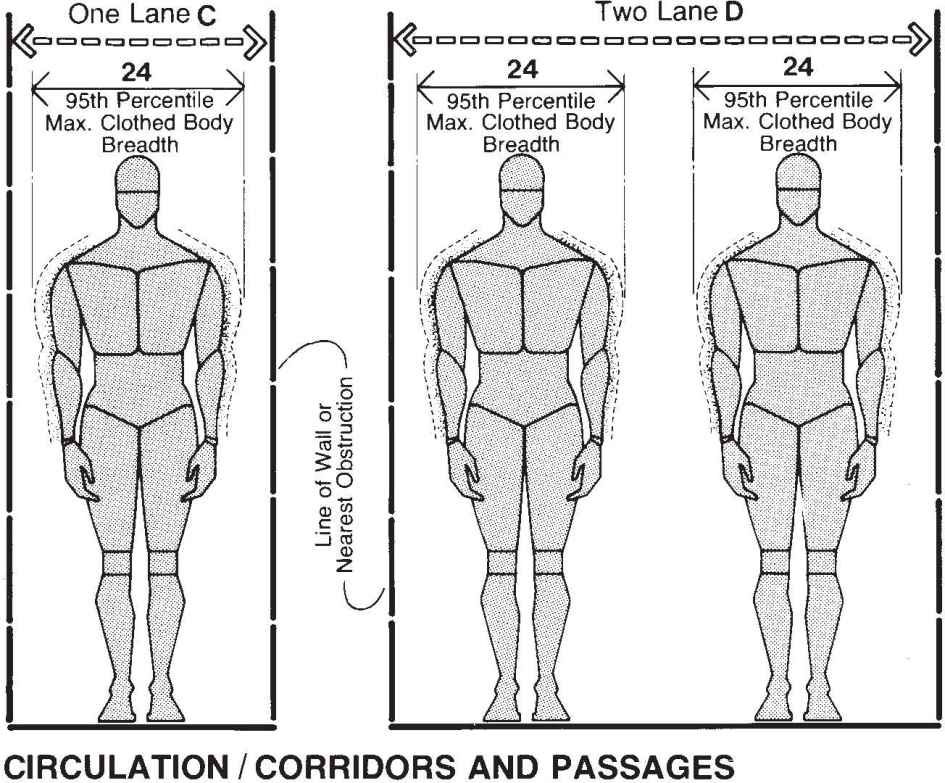 One Lane C
24
95th Percentile
Max. Clothed Body
Breadth
Two Lane D
24
95th Percentile
Max. Clothed Body
Breadth
24
95th Percentile
Max. Clothed Body
Breadth
Line of Wall or
Nearest Obstruction
CIRCULATION / CORRIDORS AND PASSAGES